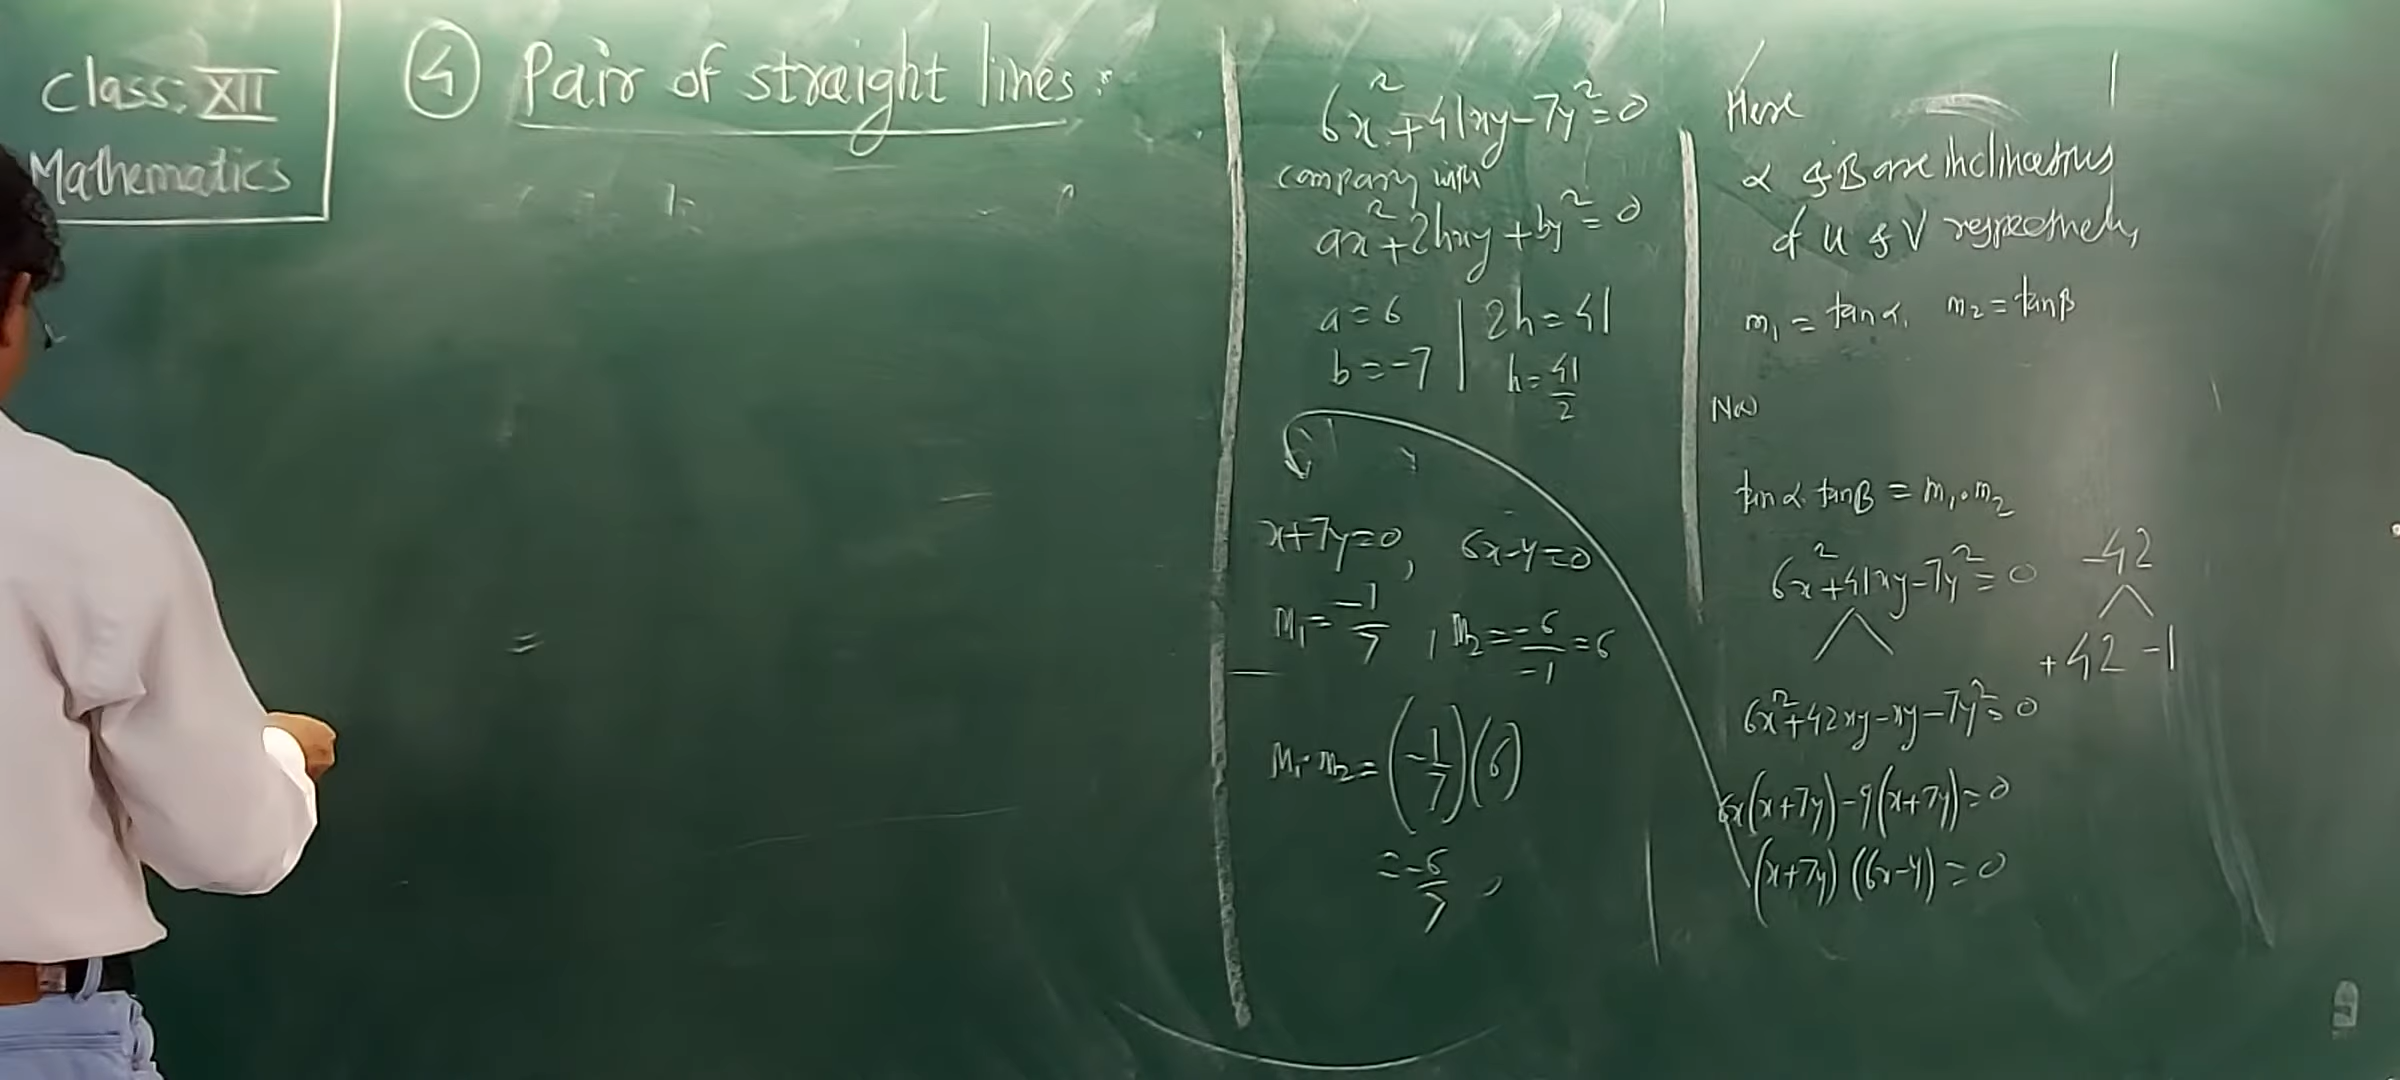 Class: XII
Mathematics
④ Pair of straight lines:
6x²+41xy-7y²=0
ax²+2hxy+by²=0
a=6 | 2h=41
b=-7 | h=41/2
x+7y=0, 6x-y=0
m₁=-1/7, m₂=-6/-1=6
m₁·m₂=(-1/7)(6)
=-6/7
Here
α & β are inclinations
of u & v respectively
m₁=tanα, m₂=tanβ
tanα.tanβ=m₁.m₂
6x²+41xy-7y²=0
-42
+42 -1
6x²+42xy-xy-7y²=0
6x(x+7y)-y(x+7y)=0
(x+7y)(6x-y)=0